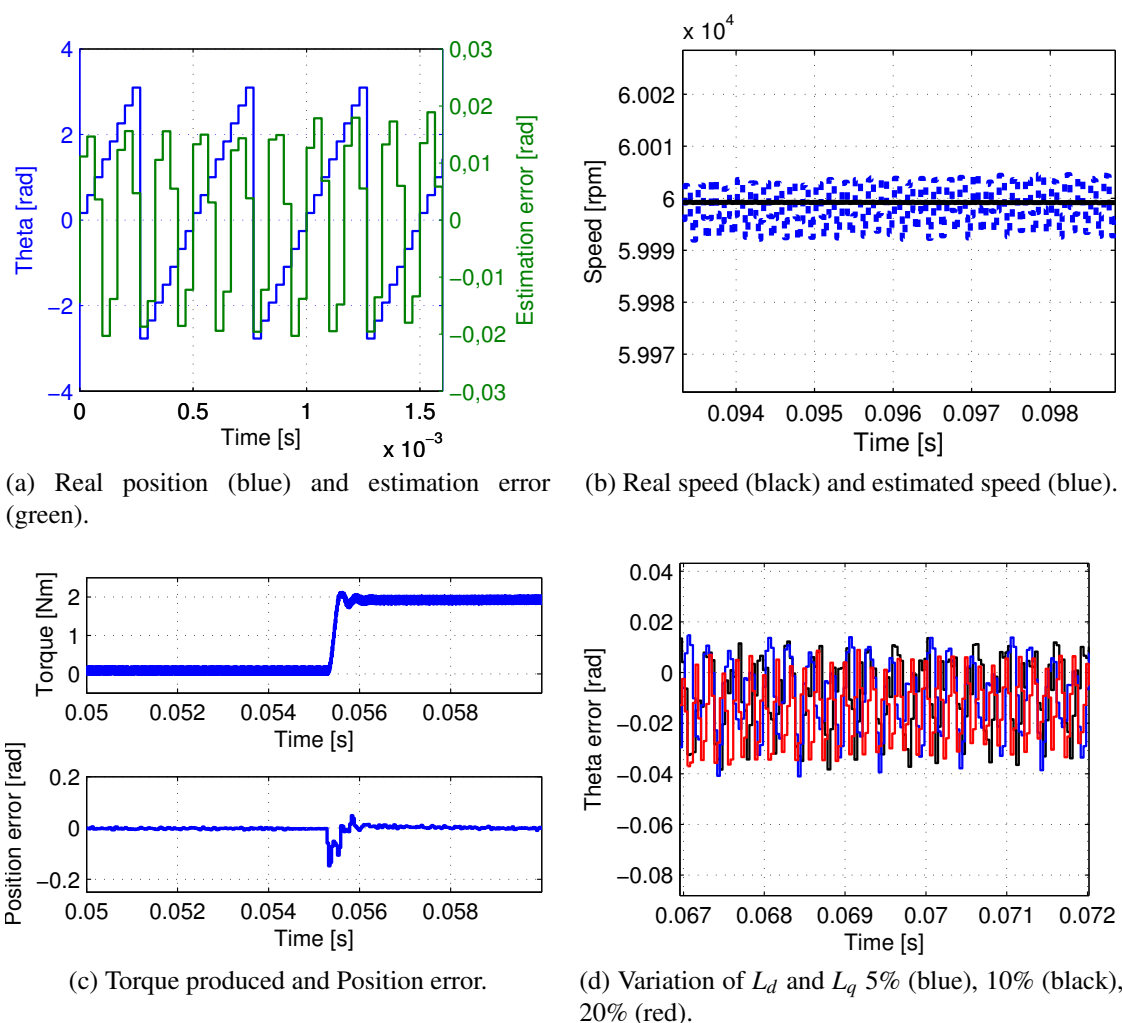 x 10⁴
4
2
0
−2
−4
Theta [rad]
0,03
0,02
0,01
0
−0,01
−0,02
−0,03
Estimation error [rad]
0 0.5 1 1.5
Time [s]
x 10⁻³
6.002
6.001
6
5.999
5.998
5.997
Speed [rpm]
0.094 0.095 0.096 0.097 0.098
Time [s]
(a) Real position (blue) and estimation error
(green).
(b) Real speed (black) and estimated speed (blue).
Torque [Nm]
2
1
0
0.05 0.052 0.054 0.056 0.058
Time [s]
Position error [rad]
0.2
0
−0.2
0.05 0.052 0.054 0.056 0.058
Time [s]
Theta error [rad]
0.04
0.02
0
−0.02
−0.04
−0.06
−0.08
0.067 0.068 0.069 0.07 0.071 0.072
Time [s]
(c) Torque produced and Position error.
(d) Variation of L_d and L_q 5% (blue), 10% (black),
20% (red).